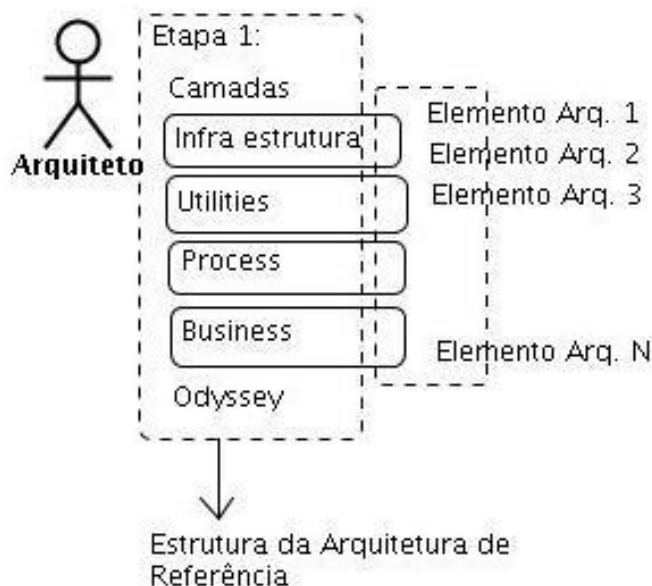 Etapa 1:
Camadas
Elemento Arq. 1
Infra estrutura
Elemento Arq. 2
Arquiteto
Elemento Arq. 3
Utilities
Process
Business
Elemento Arq. N
Odyssey
Estrutura da Arquitetura de
Referência